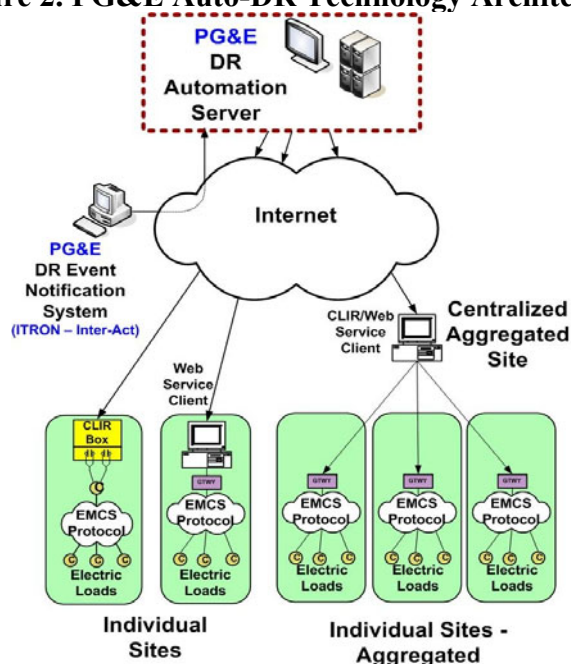 re 2. PG&E Auto-DR Technology Archite
PG&E
DR
Automation
Server
Internet
PG&E
DR Event
Notification
System
(ITRON – Inter-Act)
CLIR/Web
Service
Client
Centralized
Aggregated
Site
Web
Service
Client
CLIR
Box
C
EMCS
Protocol
C C C
Electric
Loads
GTWY
EMCS
Protocol
C C C
Electric
Loads
GTWY
EMCS
Protocol
C C C
Electric
Loads
GTWY
EMCS
Protocol
C C C
Electric
Loads
GTWY
EMCS
Protocol
C C C
Electric
Loads
Individual
Sites
Individual Sites -
Aggregated